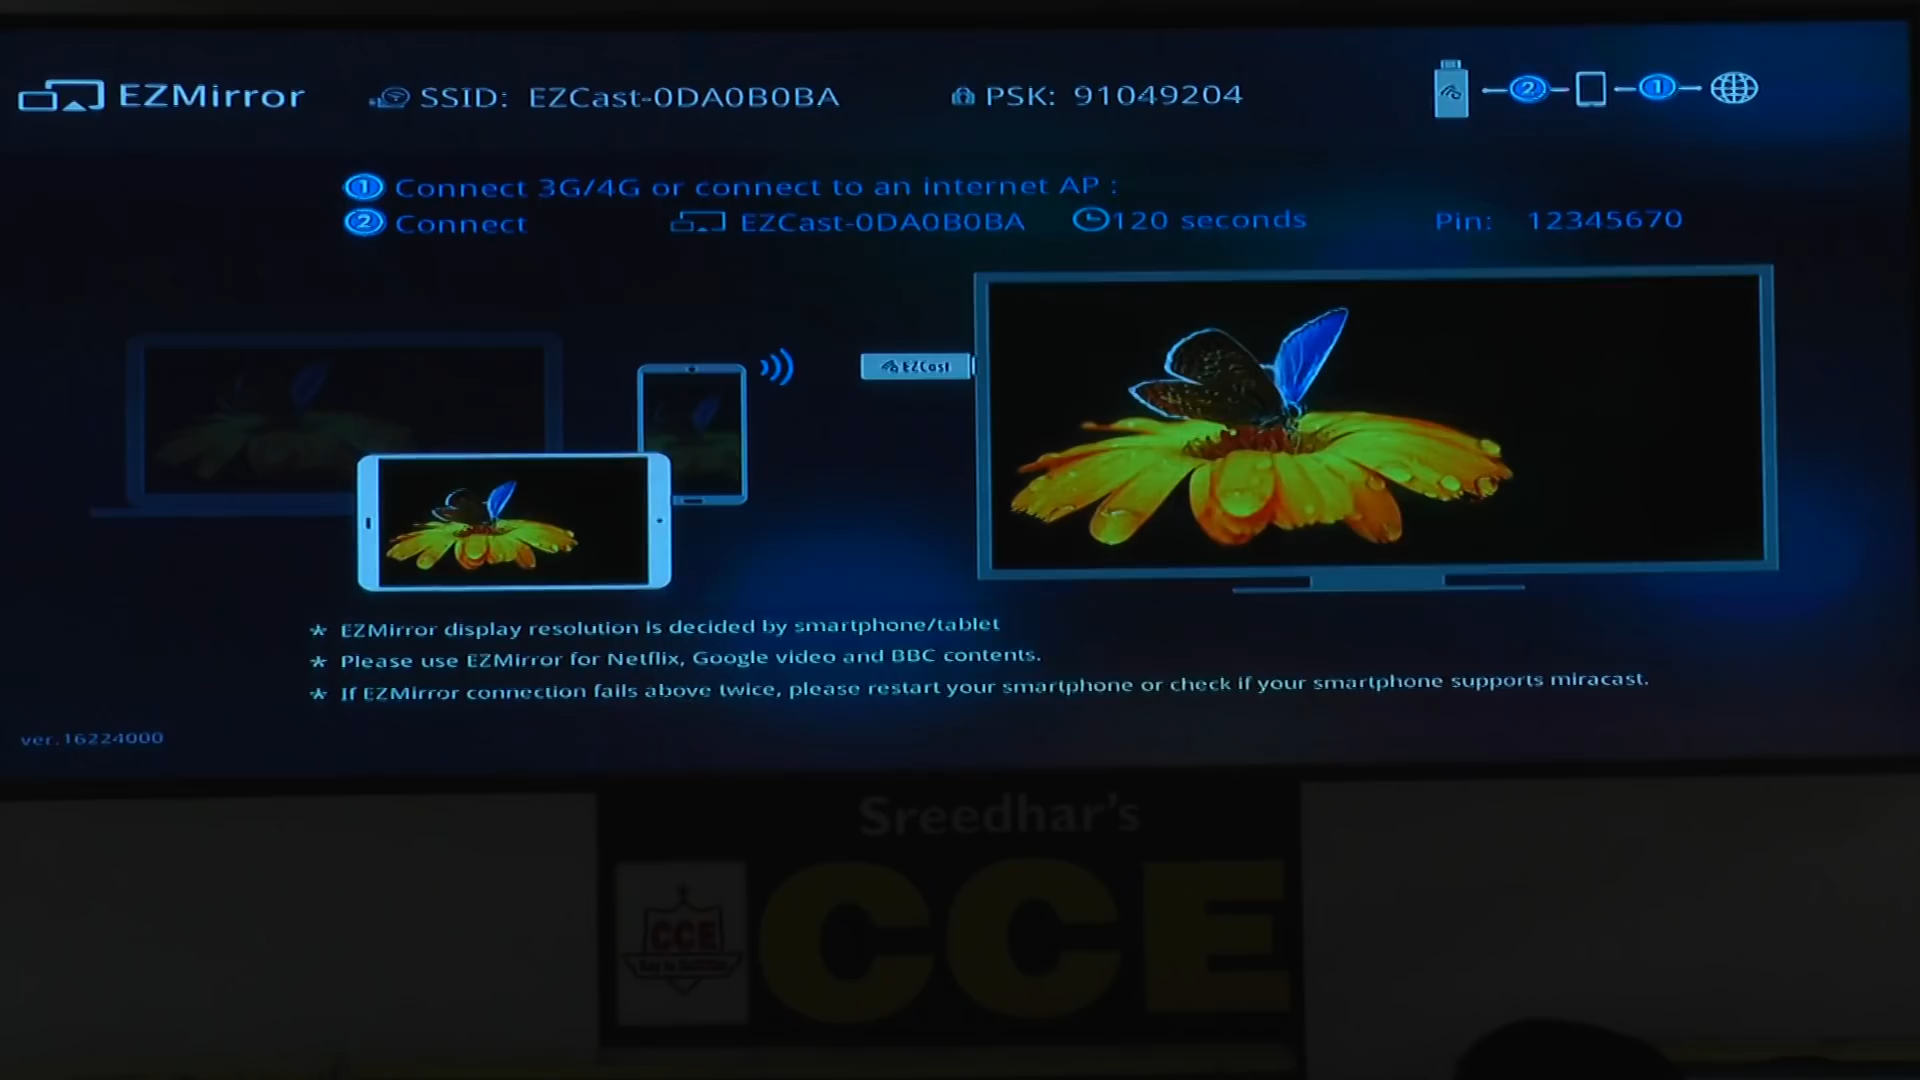 EZMirror SSID: EZCast-0DA0B0BA PSK: 91049204 2 1
1 Connect 3G/4G or connect to an internet AP :
2 Connect EZCast-0DA0B0BA 120 seconds Pin: 12345670
EZCast
* EZMirror display resolution is decided by smartphone/tablet
* Please use EZMirror for Netflix, Google video and BBC contents.
* If EZMirror connection fails above twice, please restart your smartphone or check if your smartphone supports miracast.
ver.16224000
Sreedhar's
CCE
CCE